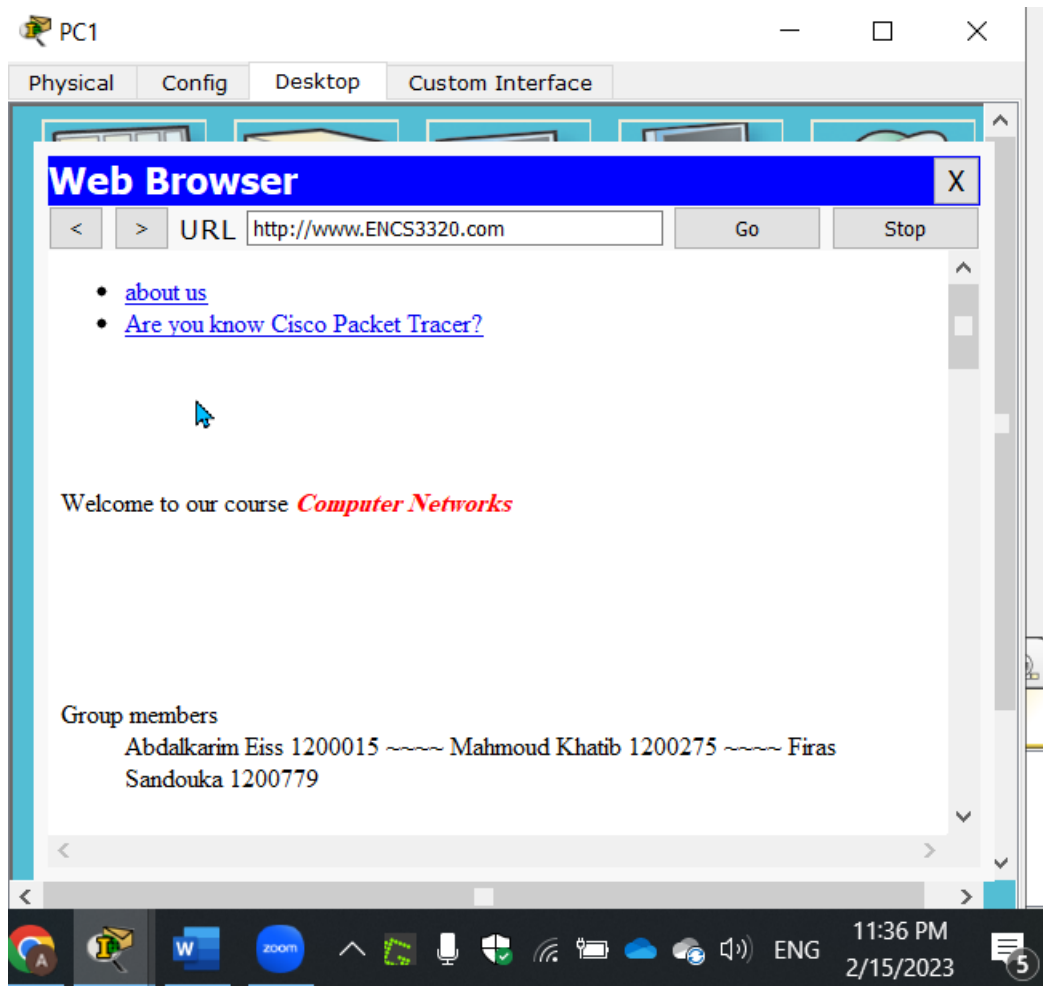 PC1
Physical Config Desktop Custom Interface
Web Browser X
< > URL http://www.ENCS3320.com Go Stop
about us
Are you know Cisco Packet Tracer?
Welcome to our course Computer Networks
Group members
Abdalkarim Eiss 1200015 ~~~~ Mahmoud Khatib 1200275 ~~~~ Firas
Sandouka 1200779
W zoom ENG 11:36 PM
2/15/2023 5